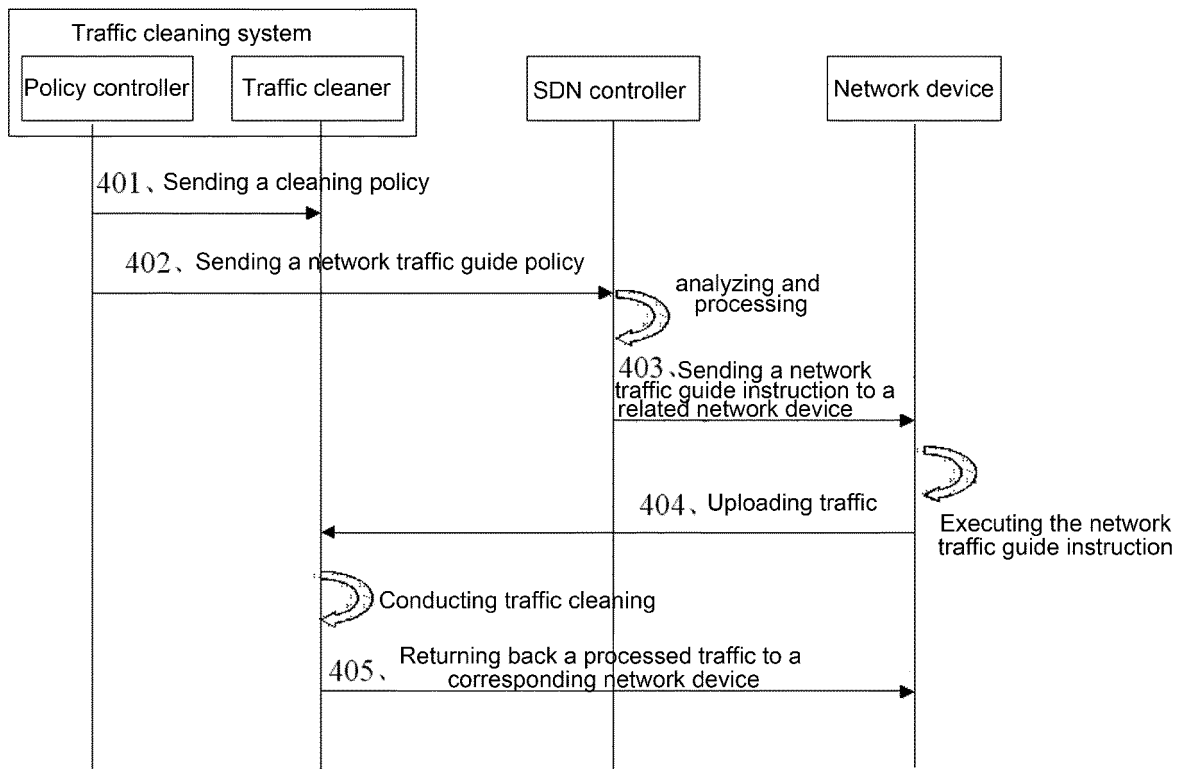 Traffic cleaning system
Policy controller
Traffic cleaner
SDN controller
Network device
401、Sending a cleaning policy
402、Sending a network traffic guide policy
analyzing and
processing
403、Sending a network
traffic guide instruction to a
related network device
404、Uploading traffic
Executing the network
traffic guide instruction
Conducting traffic cleaning
405、Returning back a processed traffic to a
corresponding network device